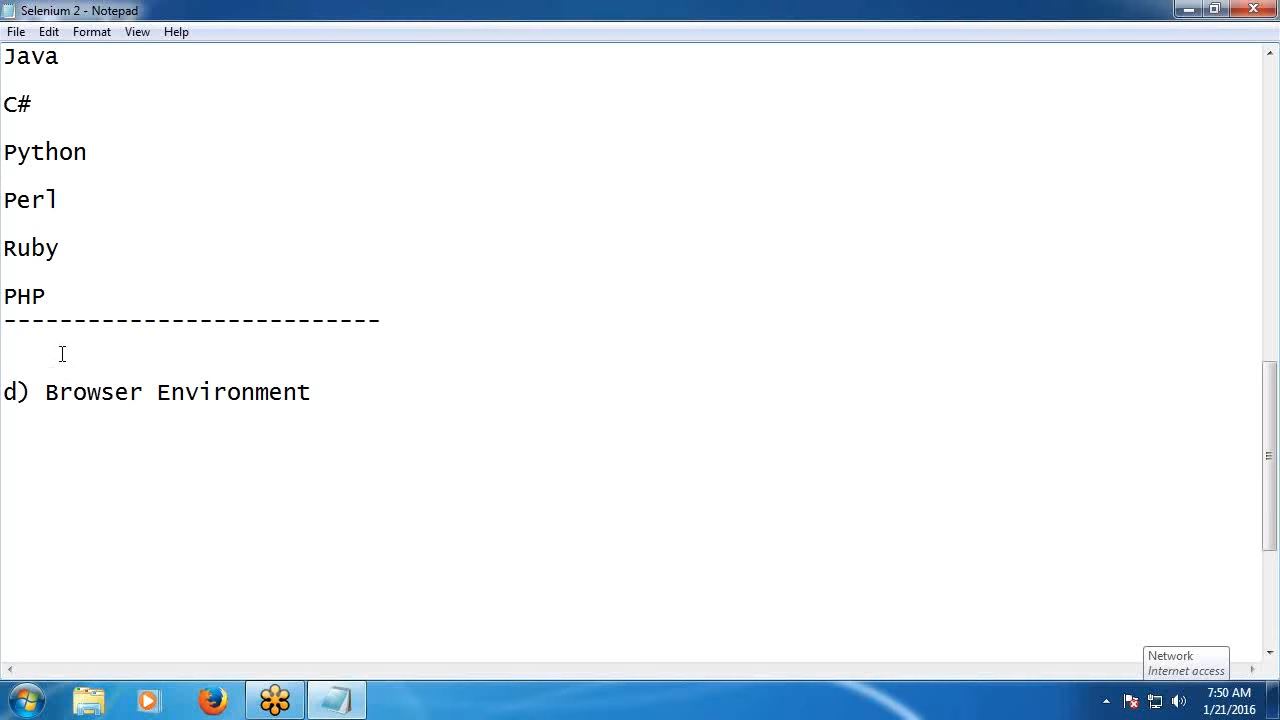 Selenium 2 - Notepad
File Edit Format View Help
Java
C#
Python
Perl
Ruby
PHP
---------------------------
d) Browser Environment
Network
Internet access
7:50 AM
1/21/2016